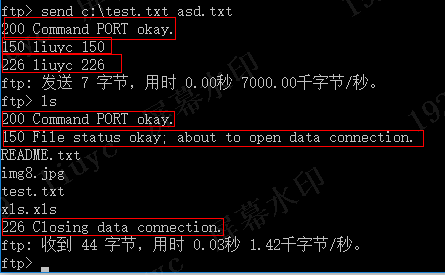 ftp> send c:\test.txt asd.txt
200 Command PORT okay.
150 liuyc 150
226 liuyc 226
ftp: 发送 7 字节，用时 0.00秒 7000.00千字节/秒。
ftp> ls
200 Command PORT okay.
150 File status okay; about to open data connection.
README.txt
img8.jpg
test.txt
xls.xls
226 Closing data connection.
ftp: 收到 44 字节，用时 0.03秒 1.42千字节/秒。
ftp>